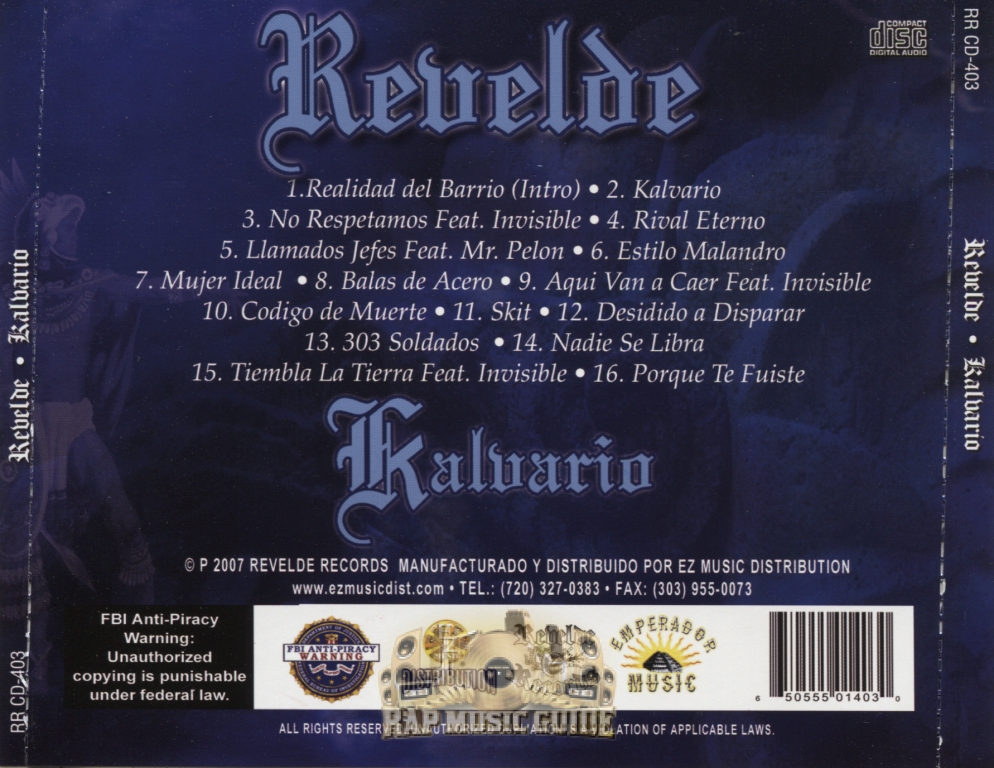 Revelde
COMPACT
disc
DIGITAL AUDIO
RR CD-403
1.Realidad del Barrio (Intro) • 2. Kalvario
3. No Respetamos Feat. Invisible • 4. Rival Eterno
5. Llamados Jefes Feat. Mr. Pelon • 6. Estilo Malandro
7. Mujer Ideal • 8. Balas de Acero • 9. Aqui Van a Caer Feat. Invisible
10. Codigo de Muerte • 11. Skit • 12. Desidido a Disparar
13. 303 Soldados • 14. Nadie Se Libra
15. Tiembla La Tierra Feat. Invisible • 16. Porque Te Fuiste
Revelde • Kalvario
Revelde • Kalvario
Kalvario
© P 2007 REVELDE RECORDS MANUFACTURADO Y DISTRIBUIDO POR EZ MUSIC DISTRIBUTION
www.ezmusicdist.com • TEL.: (720) 327-0383 • FAX: (303) 955-0073
FBI Anti-Piracy
Warning:
Unauthorized
copying is punishable
under federal law.
FBI ANTI-PIRACY
WARNING
DISTRIBUTION
Revelde
EMPERADOR
MUSIC
6 50555 01403 0
RAP MUSIC GUIDE
RR CD-403
ALL RIGHTS RESERVED. OF APPLICABLE LAWS.